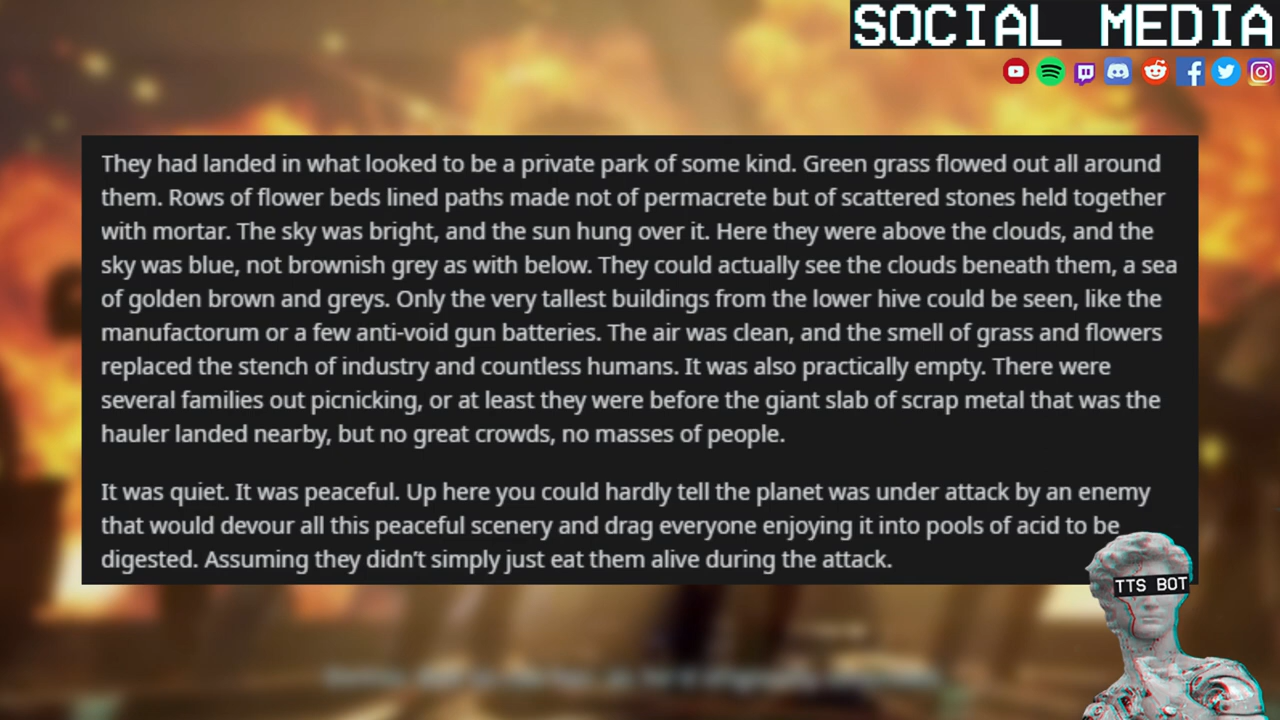 SOCIAL MEDIA
They had landed in what looked to be a private park of some kind. Green grass flowed out all around
them. Rows of flower beds lined paths made not of permacrete but of scattered stones held together
with mortar. The sky was bright, and the sun hung over it. Here they were above the clouds, and the
sky was blue, not brownish grey as with below. They could actually see the clouds beneath them, a sea
of golden brown and greys. Only the very tallest buildings from the lower hive could be seen, like the
manufactorum or a few anti-void gun batteries. The air was clean, and the smell of grass and flowers
replaced the stench of industry and countless humans. It was also practically empty. There were
several families out picnicking, or at least they were before the giant slab of scrap metal that was the
hauler landed nearby, but no great crowds, no masses of people.
It was quiet. It was peaceful. Up here you could hardly tell the planet was under attack by an enemy
that would devour all this peaceful scenery and drag everyone enjoying it into pools of acid to be
digested. Assuming they didn’t simply just eat them alive during the attack.
TTS BOT